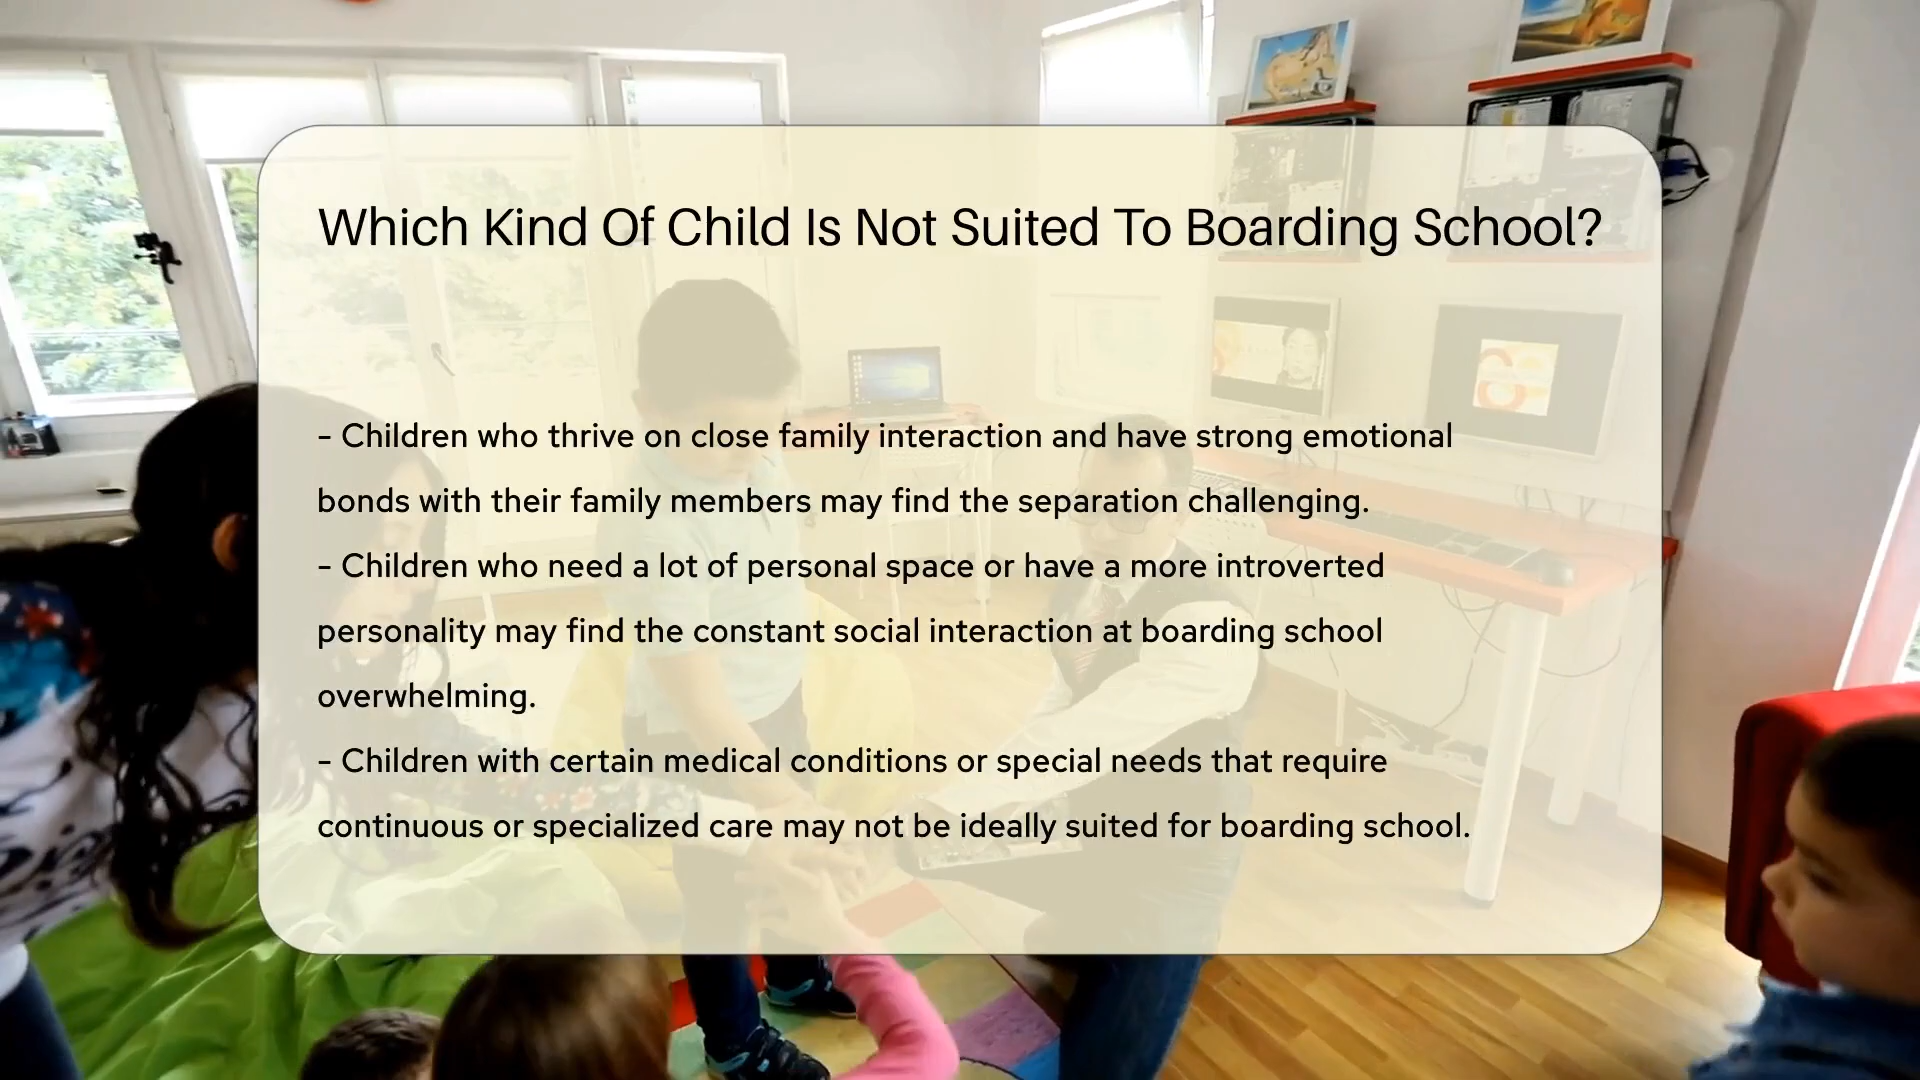 Which Kind Of Child Is Not Suited To Boarding School?
- Children who thrive on close family interaction and have strong emotional
bonds with their family members may find the separation challenging.
- Children who need a lot of personal space or have a more introverted
personality may find the constant social interaction at boarding school
overwhelming.
- Children with certain medical conditions or special needs that require
continuous or specialized care may not be ideally suited for boarding school.